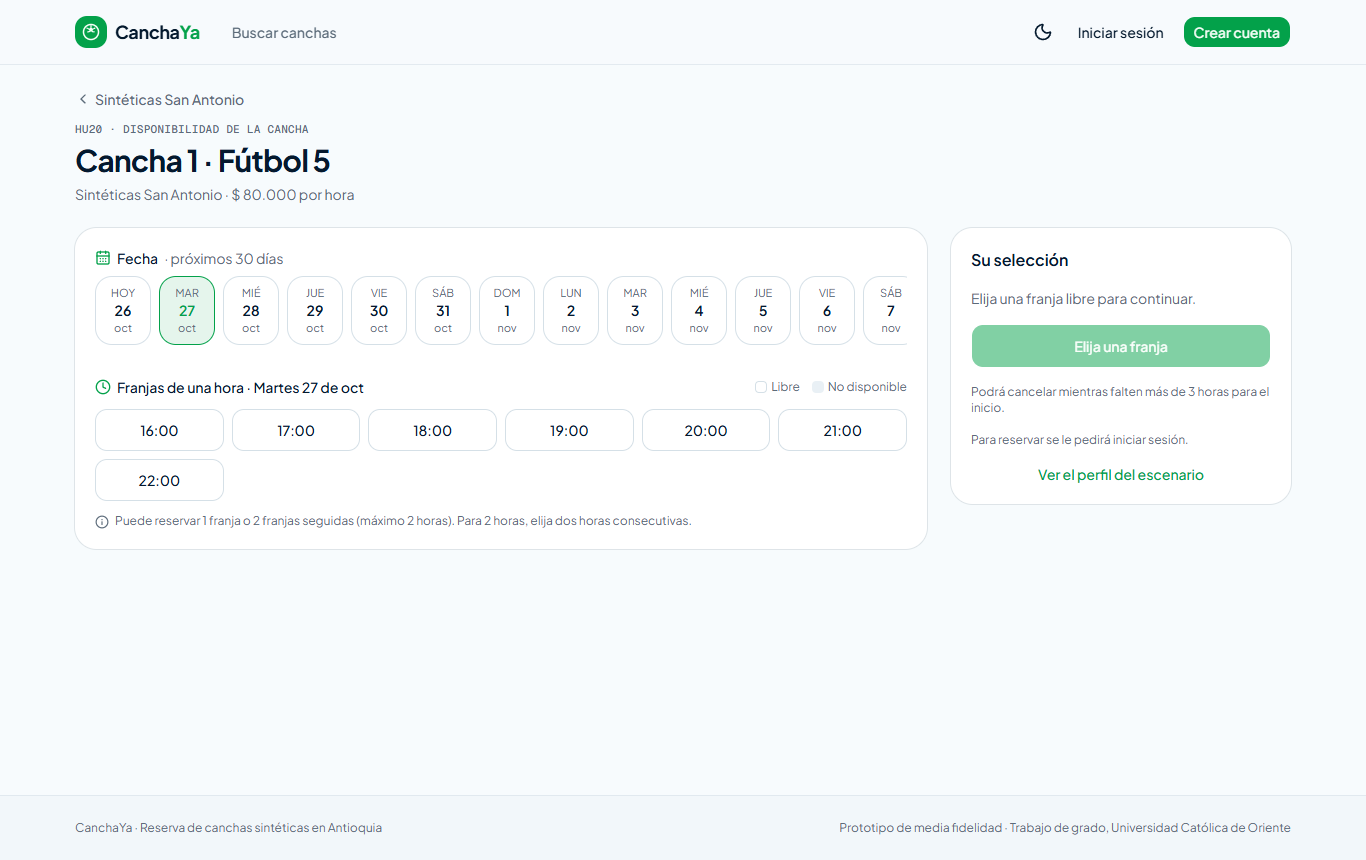 CanchaYa Buscar canchas Iniciar sesión Crear cuenta
Sintéticas San Antonio
HU20 · DISPONIBILIDAD DE LA CANCHA
Cancha 1 · Fútbol 5
Sintéticas San Antonio · $ 80.000 por hora
Fecha · próximos 30 días
HOY MAR MIÉ JUE VIE SÁB DOM LUN MAR MIÉ JUE VIE SÁB
26 27 28 29 30 31 1 2 3 4 5 6 7
oct oct oct oct oct oct nov nov nov nov nov nov nov
Franjas de una hora · Martes 27 de oct Libre No disponible
16:00 17:00 18:00 19:00 20:00 21:00
22:00
Puede reservar 1 franja o 2 franjas seguidas (máximo 2 horas). Para 2 horas, elija dos horas consecutivas.
Su selección
Elija una franja libre para continuar.
Elija una franja
Podrá cancelar mientras falten más de 3 horas para el
inicio.
Para reservar se le pedirá iniciar sesión.
Ver el perfil del escenario
CanchaYa · Reserva de canchas sintéticas en Antioquia
Prototipo de media fidelidad · Trabajo de grado, Universidad Católica de Oriente